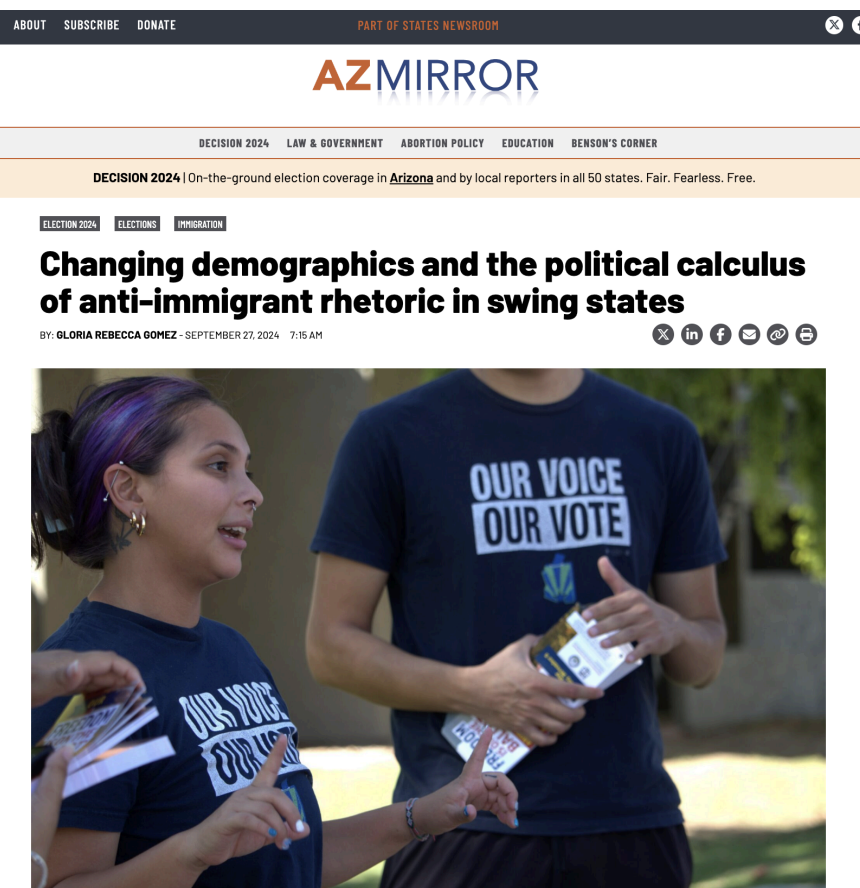 ABOUT SUBSCRIBE DONATE PART OF STATES NEWSROOM
AZMIRROR
DECISION 2024 LAW & GOVERNMENT ABORTION POLICY EDUCATION BENSON'S CORNER
DECISION 2024 | On-the-ground election coverage in Arizona and by local reporters in all 50 states. Fair. Fearless. Free.
ELECTION 2024 ELECTIONS IMMIGRATION
Changing demographics and the political calculus
of anti-immigrant rhetoric in swing states
BY: GLORIA REBECCA GOMEZ - SEPTEMBER 27, 2024 7:15 AM
OUR VOICE
OUR VOTE
OUR VOICE
OUR VOTE